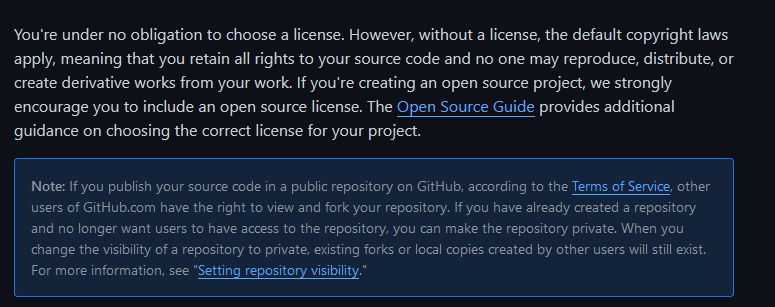 You're under no obligation to choose a license. However, without a license, the default copyright laws
apply, meaning that you retain all rights to your source code and no one may reproduce, distribute, or
create derivative works from your work. If you're creating an open source project, we strongly
encourage you to include an open source license. The Open Source Guide provides additional
guidance on choosing the correct license for your project.
Note: If you publish your source code in a public repository on GitHub, according to the Terms of Service, other
users of GitHub.com have the right to view and fork your repository. If you have already created a repository
and no longer want users to have access to the repository, you can make the repository private. When you
change the visibility of a repository to private, existing forks or local copies created by other users will still exist.
For more information, see "Setting repository visibility."